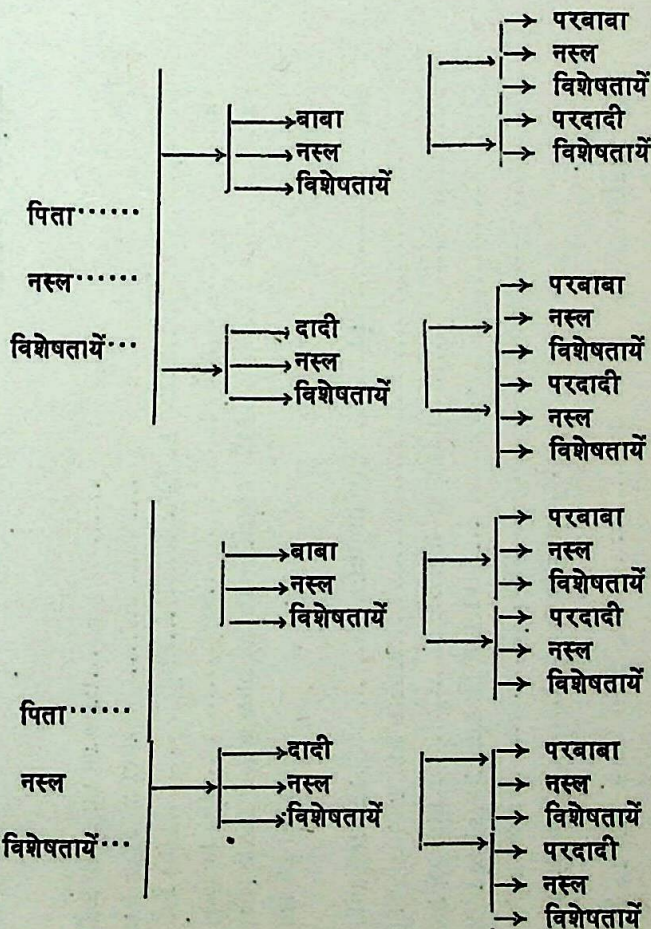 पिता······
नस्ल······
विशेषतायें···
बाबा
नस्ल
विशेषतायें
दादी
नस्ल
विशेषतायें
परबाबा
नस्ल
विशेषतायें
परदादी
विशेषतायें
परबाबा
नस्ल
विशेषतायें
परदादी
नस्ल
विशेषतायें
पिता······
नस्ल
विशेषतायें···
बाबा
नस्ल
विशेषतायें
दादी
नस्ल
विशेषतायें
परबाबा
नस्ल
विशेषतायें
परदादी
नस्ल
विशेषतायें
परबाबा
नस्ल
विशेषतायें
परदादी
नस्ल
विशेषतायें